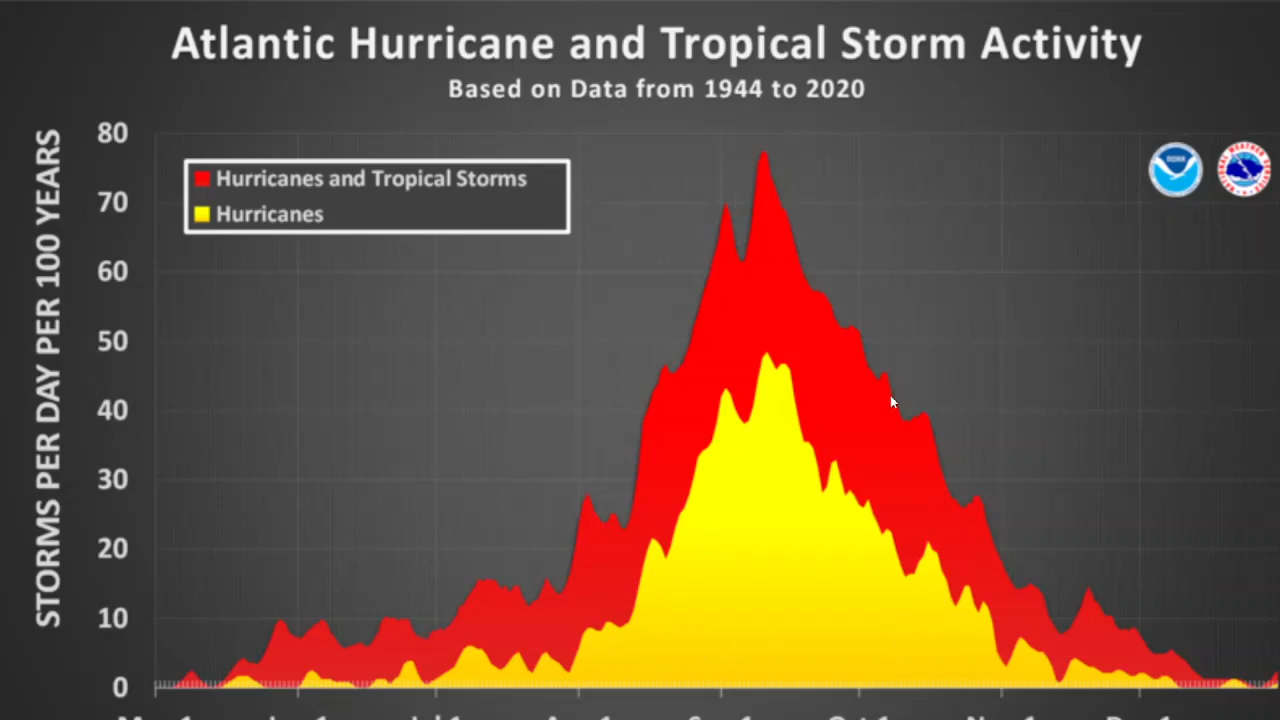 Atlantic Hurricane and Tropical Storm Activity
Based on Data from 1944 to 2020
STORMS PER DAY PER 100 YEARS
80
Hurricanes and Tropical Storms
70
Hurricanes
60
50
40
30
20
10
0